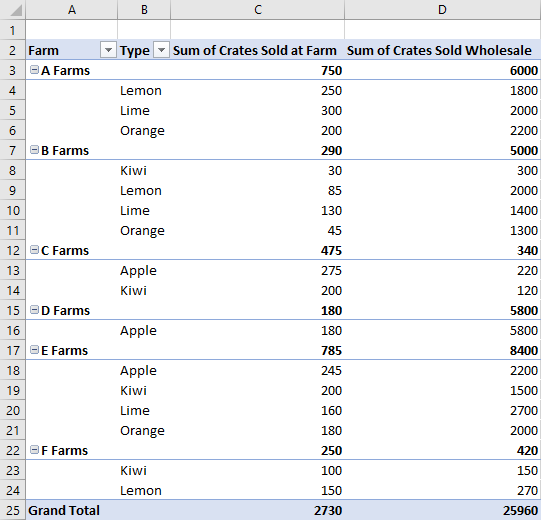 A B C D
1
2 Farm Type Sum of Crates Sold at Farm Sum of Crates Sold Wholesale
3 A Farms 750 6000
4 Lemon 250 1800
5 Lime 300 2000
6 Orange 200 2200
7 B Farms 290 5000
8 Kiwi 30 300
9 Lemon 85 2000
10 Lime 130 1400
11 Orange 45 1300
12 C Farms 475 340
13 Apple 275 220
14 Kiwi 200 120
15 D Farms 180 5800
16 Apple 180 5800
17 E Farms 785 8400
18 Apple 245 2200
19 Kiwi 200 1500
20 Lime 160 2700
21 Orange 180 2000
22 F Farms 250 420
23 Kiwi 100 150
24 Lemon 150 270
25 Grand Total 2730 25960